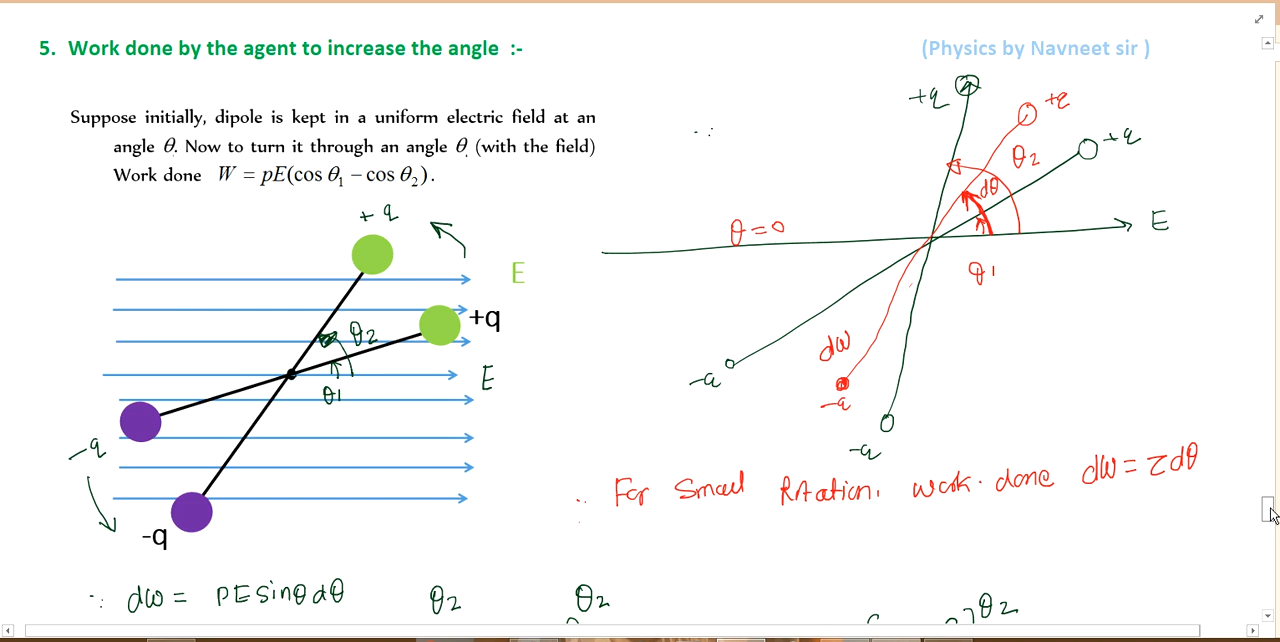 5. Work done by the agent to increase the angle :-
(Physics by Navneet sir )
Suppose initially, dipole is kept in a uniform electric field at an
angle θ. Now to turn it through an angle θ (with the field)
Work done W = pE(cos θ₁ − cos θ₂).
+q
E
+q
θ2
θ1
E
-q
-q
+q
+q
+q
θ2
dθ
E
θ=0
θ1
dW
-q
-q
-q
∴ For Small Rotation, work done dW = τdθ
∴ dW = PE sinθ dθ
θ2
θ2
θ2